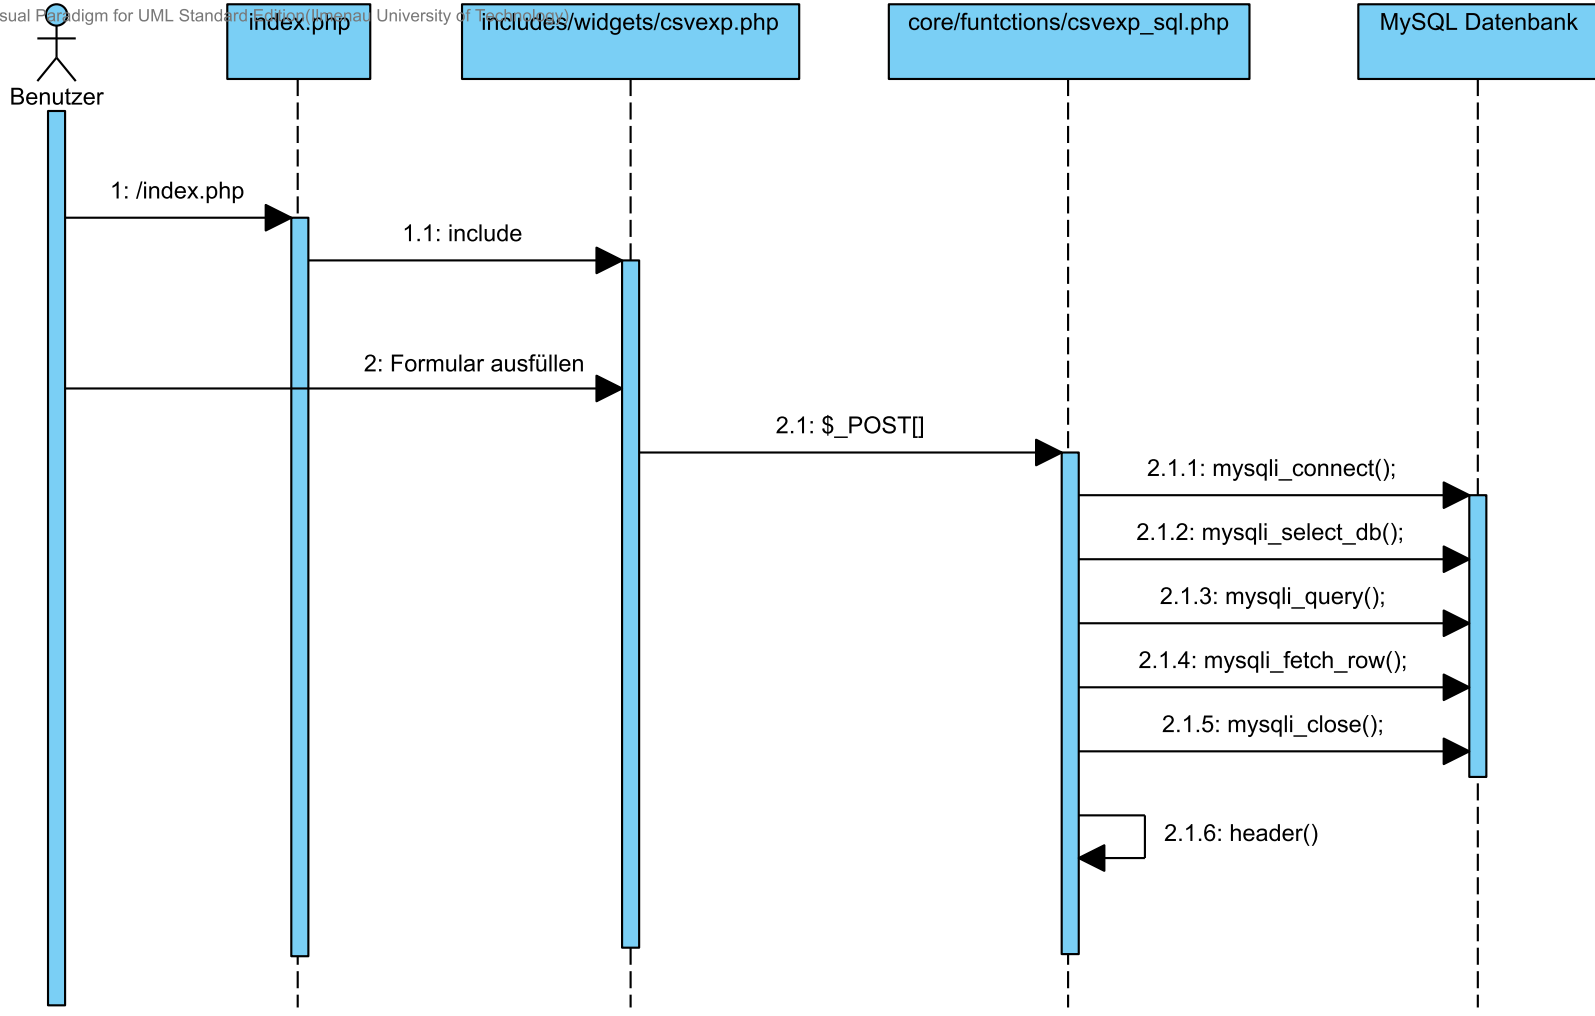 sual Paradigm for UML Standard Edition(Ilmenau University of Technology)
index.php
includes/widgets/csvexp.php
core/funtctions/csvexp_sql.php
MySQL Datenbank
Benutzer
1: /index.php
1.1: include
2: Formular ausfüllen
2.1: $_POST[]
2.1.1: mysqli_connect();
2.1.2: mysqli_select_db();
2.1.3: mysqli_query();
2.1.4: mysqli_fetch_row();
2.1.5: mysqli_close();
2.1.6: header()